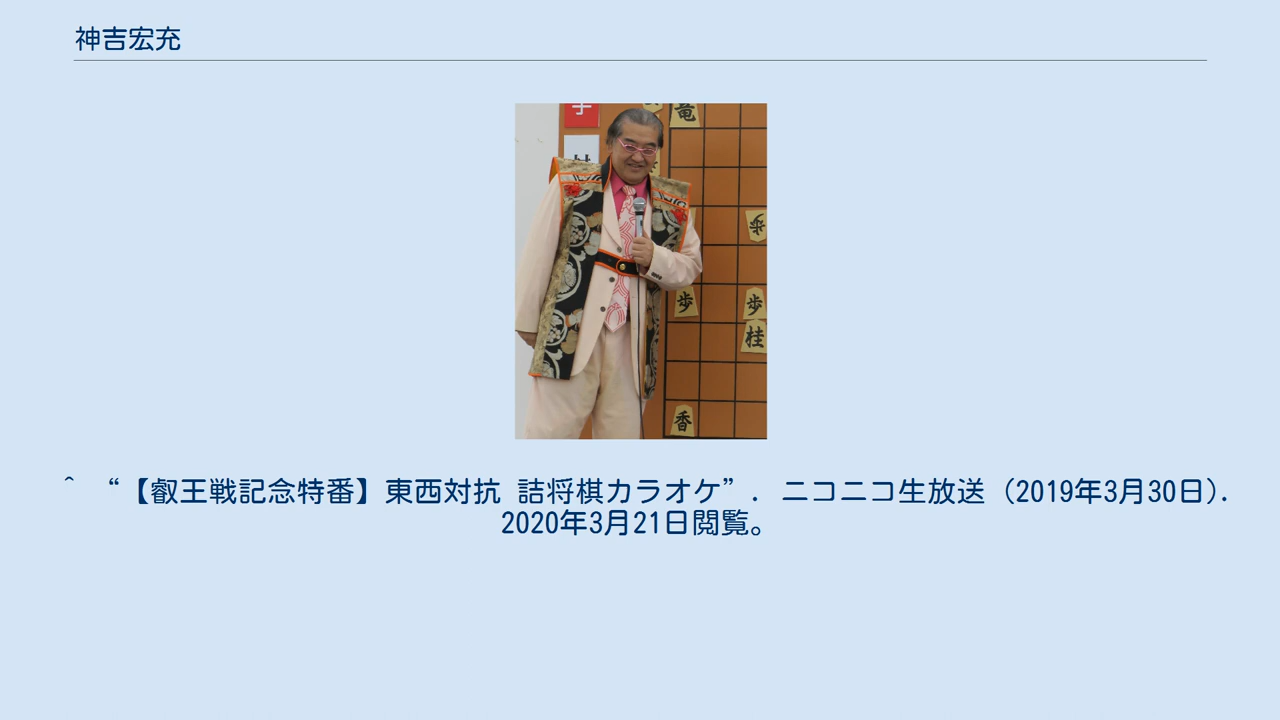 神吉宏充
手
竜
歩
歩
歩
桂
香
^ “【叡王戦記念特番】東西対抗 詰将棋カラオケ”. ニコニコ生放送 (2019年3月30日).
2020年3月21日閲覧。